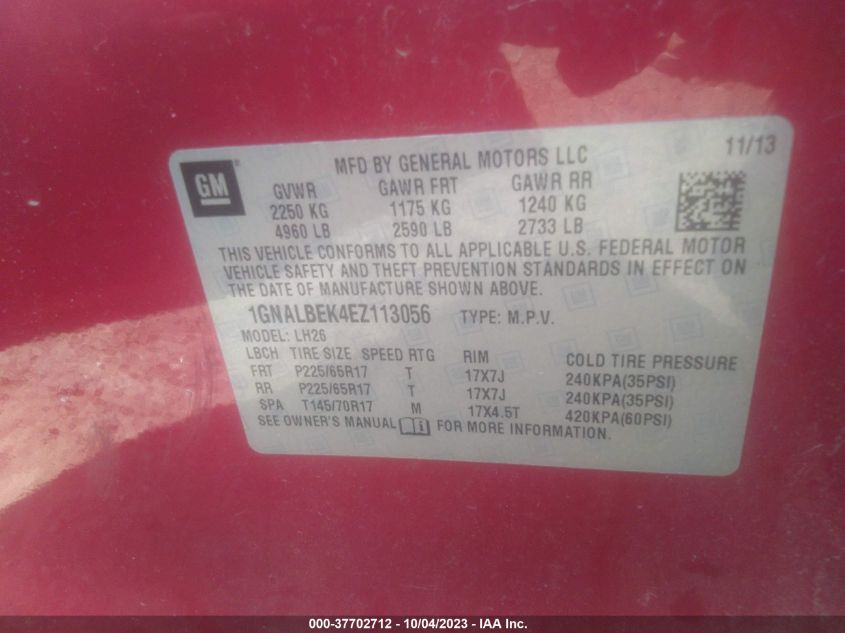 GM
MFD BY GENERAL MOTORS LLC 11/13
GVWR GAWR FRT GAWR RR
2250 KG 1175 KG 1240 KG
4960 LB 2590 LB 2733 LB
THIS VEHICLE CONFORMS TO ALL APPLICABLE U.S. FEDERAL MOTOR
VEHICLE SAFETY AND THEFT PREVENTION STANDARDS IN EFFECT ON
THE DATE OF MANUFACTURE SHOWN ABOVE.
1GNALBEK4EZ113056 TYPE: M.P.V.
MODEL: LH26
LBCH TIRE SIZE SPEED RTG RIM COLD TIRE PRESSURE
FRT P225/65R17 T 17X7J 240KPA(35PSI)
RR P225/65R17 T 17X7J 240KPA(35PSI)
SPA T145/70R17 M 17X4.5T 420KPA(60PSI)
SEE OWNER'S MANUAL FOR MORE INFORMATION.
000-37702712 - 10/04/2023 - IAA Inc.